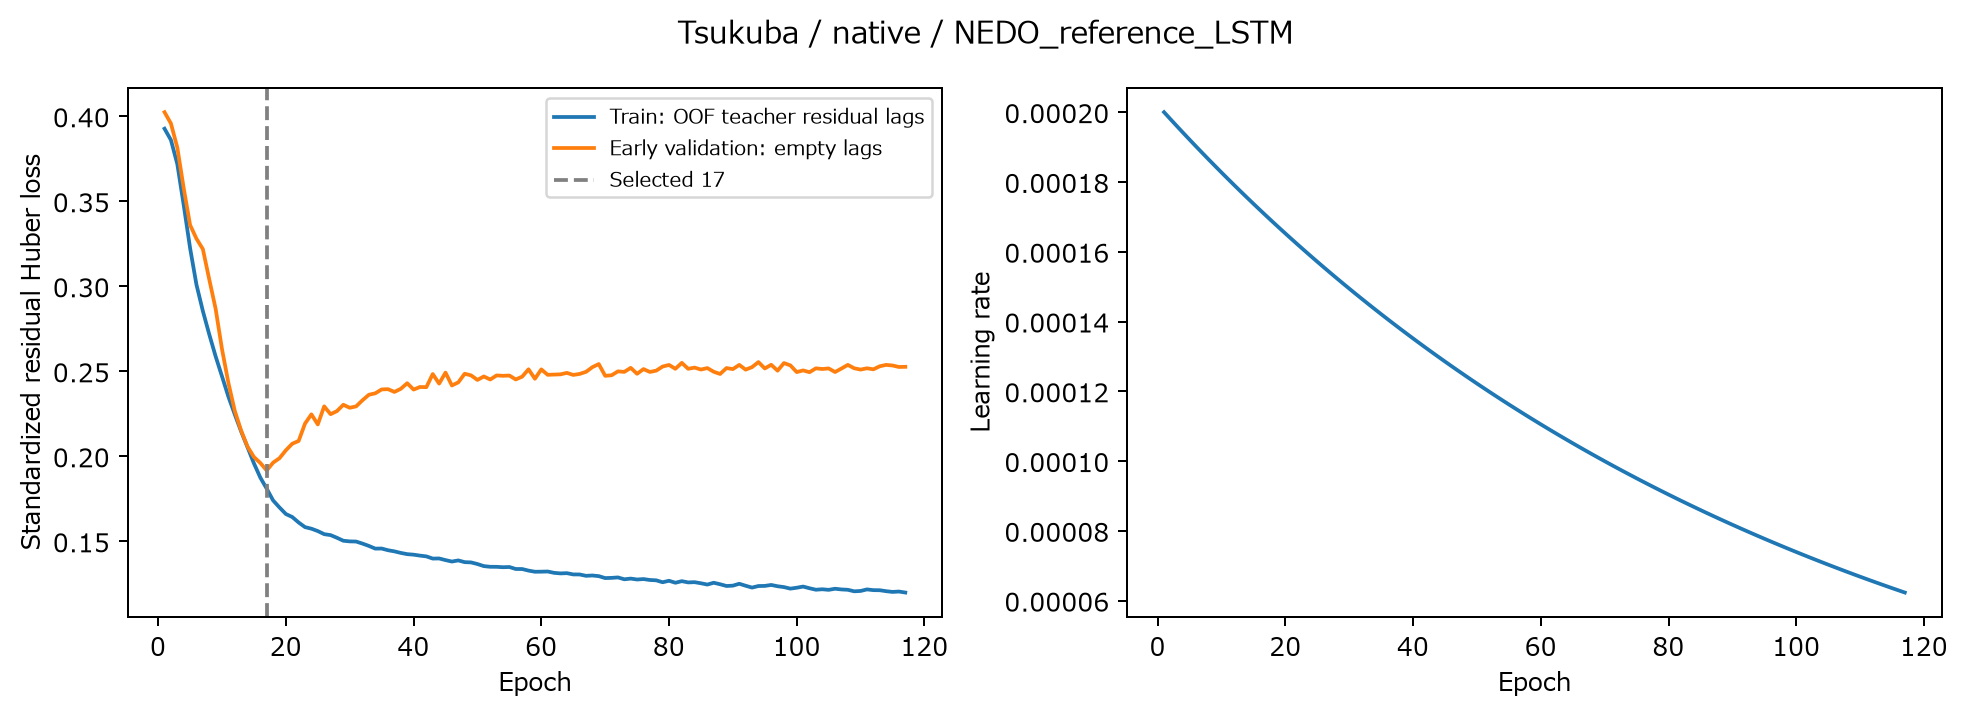 Tsukuba / native / NEDO_reference_LSTM
Standardized residual Huber loss
0.40
0.35
0.30
0.25
0.20
0.15
Train: OOF teacher residual lags
Early validation: empty lags
Selected 17
0 20 40 60 80 100 120
Epoch
Learning rate
0.00020
0.00018
0.00016
0.00014
0.00012
0.00010
0.00008
0.00006
0 20 40 60 80 100 120
Epoch